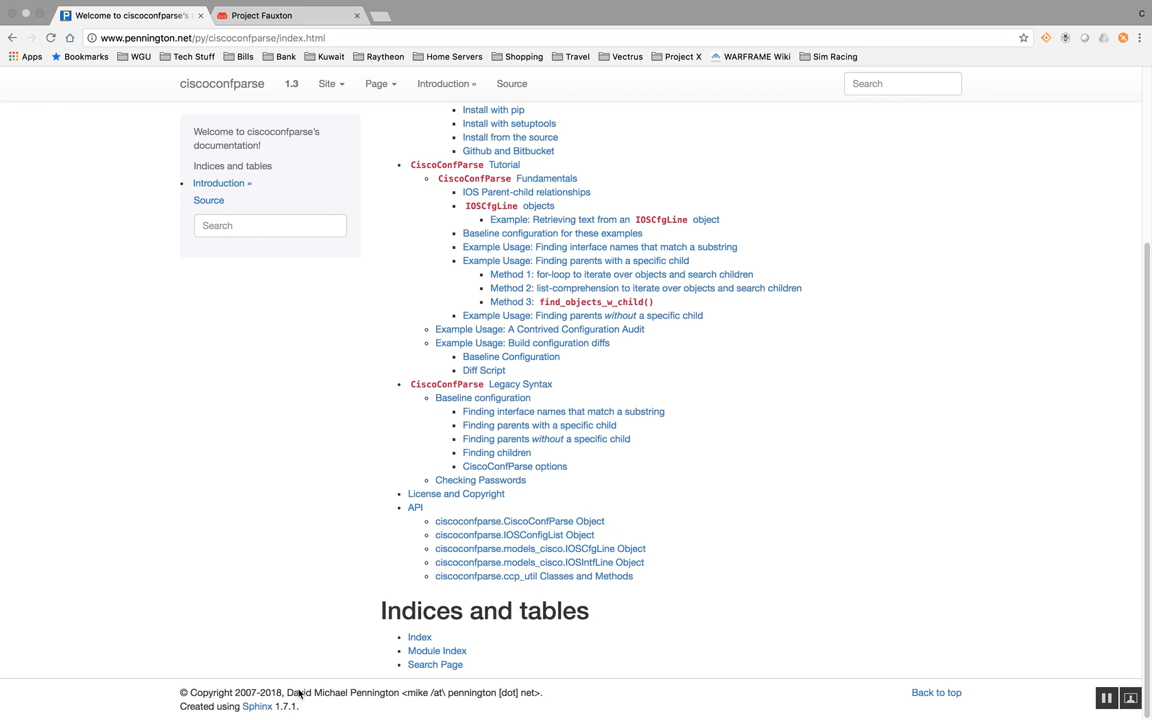 Welcome to ciscoconfparse's
Project Fauxton
C
www.pennington.net/py/ciscoconfparse/index.html
Apps Bookmarks WGU Tech Stuff Bills Bank Kuwait Raytheon Home Servers Shopping Travel Vectrus Project X WARFRAME Wiki Sim Racing
ciscoconfparse 1.3 Site Page Introduction » Source Search
Welcome to ciscoconfparse's
documentation!
Indices and tables
Introduction »
Source
Search
Install with pip
Install with setuptools
Install from the source
Github and Bitbucket
CiscoConfParse Tutorial
CiscoConfParse Fundamentals
IOS Parent-child relationships
IOSCfgLine objects
Example: Retrieving text from an IOSCfgLine object
Baseline configuration for these examples
Example Usage: Finding interface names that match a substring
Example Usage: Finding parents with a specific child
Method 1: for-loop to iterate over objects and search children
Method 2: list-comprehension to iterate over objects and search children
Method 3: find_objects_w_child()
Example Usage: Finding parents without a specific child
Example Usage: A Contrived Configuration Audit
Example Usage: Build configuration diffs
Baseline Configuration
Diff Script
CiscoConfParse Legacy Syntax
Baseline configuration
Finding interface names that match a substring
Finding parents with a specific child
Finding parents without a specific child
Finding children
CiscoConfParse options
Checking Passwords
License and Copyright
API
ciscoconfparse.CiscoConfParse Object
ciscoconfparse.IOSConfigList Object
ciscoconfparse.models_cisco.IOSCfgLine Object
ciscoconfparse.models_cisco.IOSIntfLine Object
ciscoconfparse.ccp_util Classes and Methods
Indices and tables
Index
Module Index
Search Page
© Copyright 2007-2018, David Michael Pennington <mike /at\ pennington [dot] net>.
Created using Sphinx 1.7.1.
Back to top